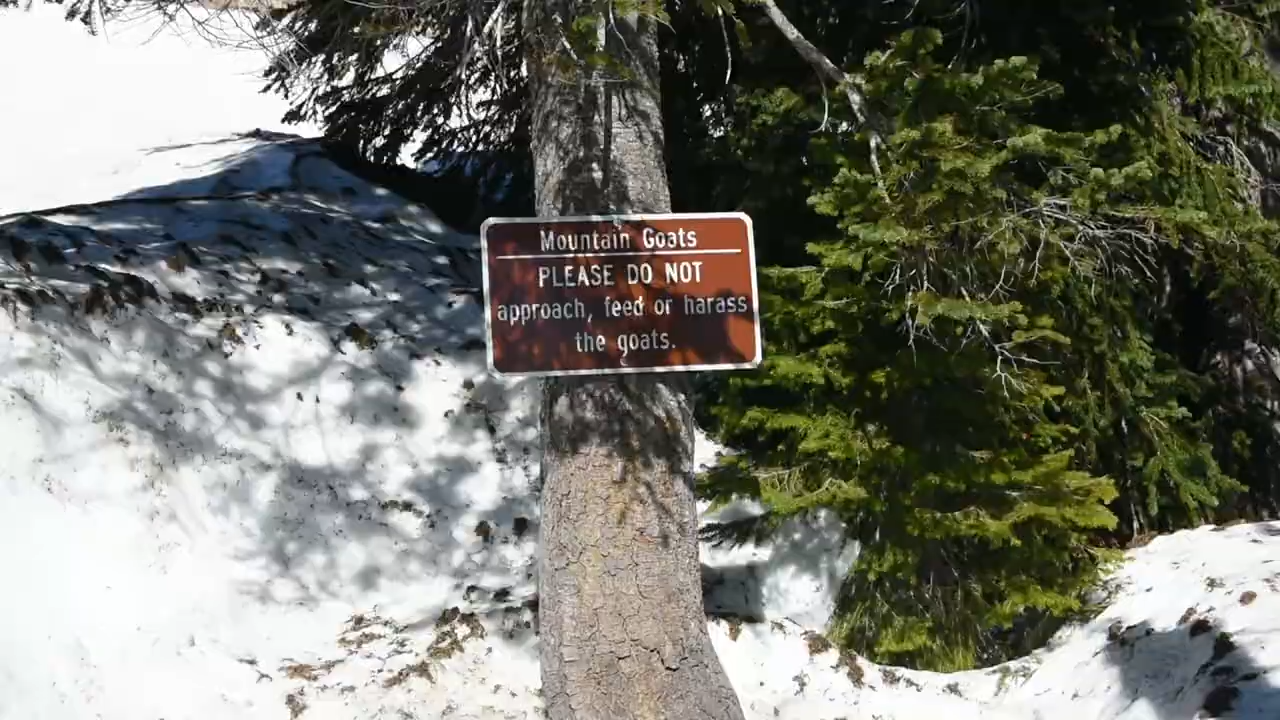 Mountain Goats
PLEASE DO NOT
approach, feed or harass
the goats.